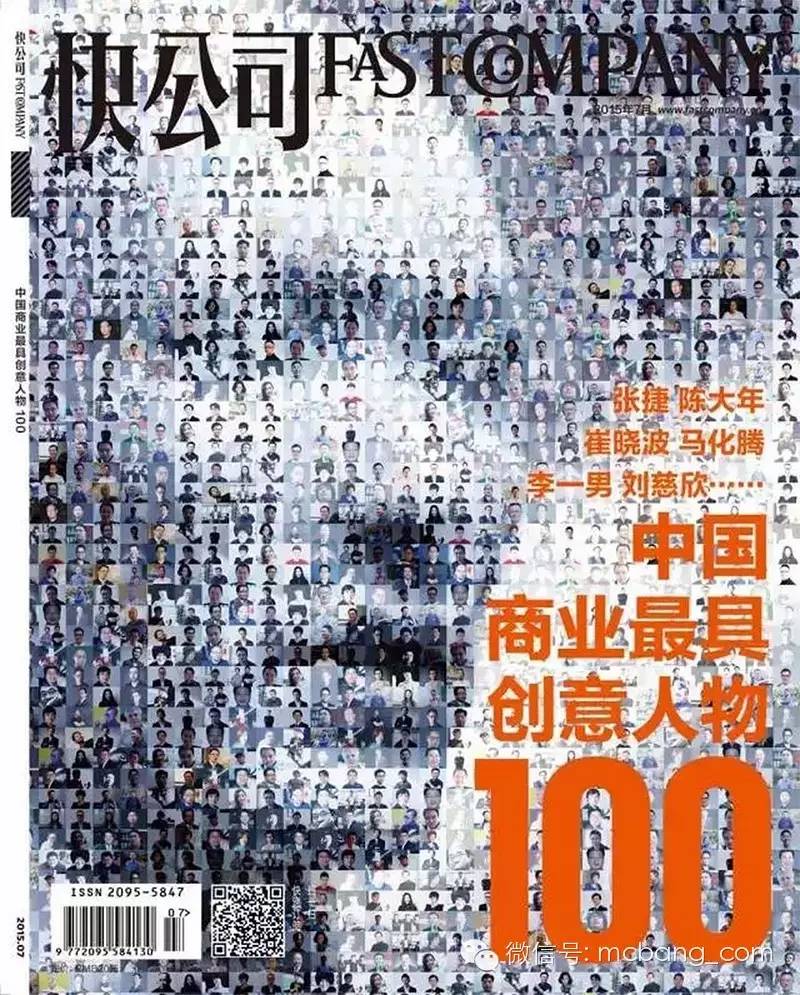 快公司 FAST COMPANY
2015年7月 www.fastcompany.cn
快公司 FAST COMPANY
中国商业最具创意人物 100
2015.07
张捷 陈大年
崔晓波 马化腾
李一男 刘慈欣……
中国
商业最具
创意人物
100
ISSN 2095-5847
07>
9 772095 584130
微信号: mcbang_com